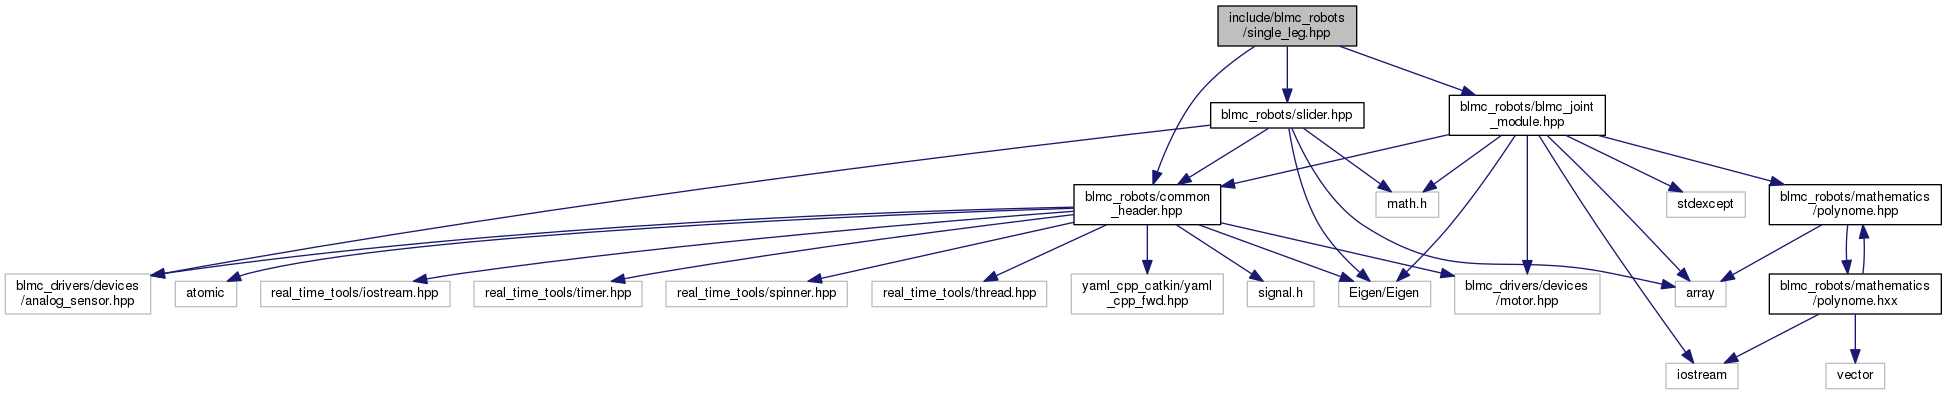 include/blmc_robots
/single_leg.hpp
blmc_robots/slider.hpp
blmc_robots/blmc_joint
_module.hpp
blmc_robots/common
_header.hpp
math.h
stdexcept
blmc_robots/mathematics
/polynome.hpp
blmc_drivers/devices
/analog_sensor.hpp
atomic
real_time_tools/iostream.hpp
real_time_tools/timer.hpp
real_time_tools/spinner.hpp
real_time_tools/thread.hpp
yaml_cpp_catkin/yaml
_cpp_fwd.hpp
signal.h
Eigen/Eigen
blmc_drivers/devices
/motor.hpp
array
blmc_robots/mathematics
/polynome.hxx
iostream
vector